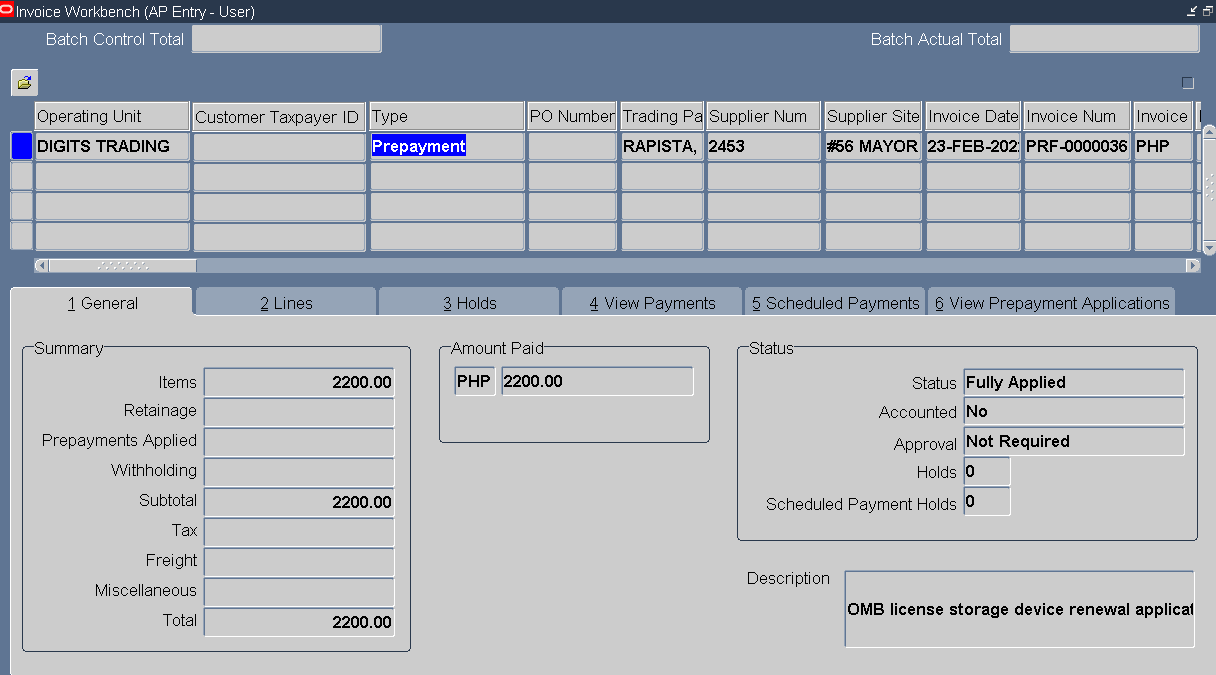 Invoice Workbench (AP Entry - User)
Batch Control Total
Batch Actual Total
Operating Unit Customer Taxpayer ID Type PO Number Trading Pa Supplier Num Supplier Site Invoice Date Invoice Num Invoice
DIGITS TRADING Prepayment RAPISTA, 2453 #56 MAYOR 23-FEB-202 PRF-0000036 PHP
1 General 2 Lines 3 Holds 4 View Payments 5 Scheduled Payments 6 View Prepayment Applications
Summary
Items 2200.00
Retainage
Prepayments Applied
Withholding
Subtotal 2200.00
Tax
Freight
Miscellaneous
Total 2200.00
Amount Paid
PHP 2200.00
Status
Status Fully Applied
Accounted No
Approval Not Required
Holds 0
Scheduled Payment Holds 0
Description
OMB license storage device renewal applicat